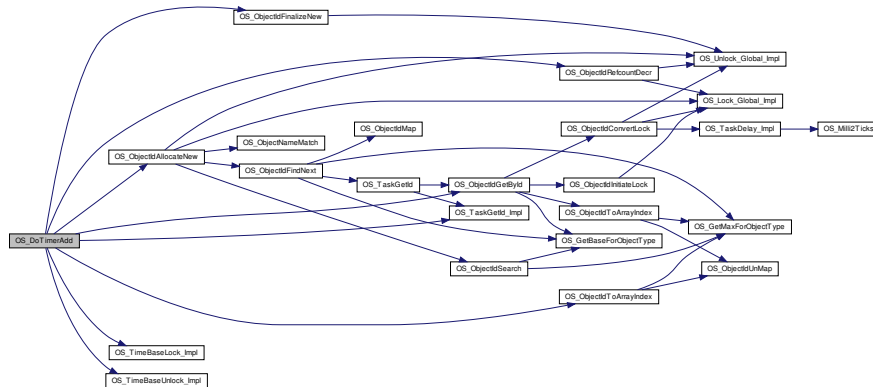 OS_ObjectIdFinalizeNew
OS_Unlock_Global_Impl
OS_ObjectIdRefcountDecr
OS_Lock_Global_Impl
OS_ObjectIdMap
OS_ObjectIdConvertLock
OS_TaskDelay_Impl
OS_Milli2Ticks
OS_ObjectNameMatch
OS_ObjectIdAllocateNew
OS_ObjectIdFindNext
OS_TaskGetId
OS_ObjectIdGetById
OS_ObjectIdInitiateLock
OS_TaskGetId_Impl
OS_ObjectIdToArrayIndex
OS_GetMaxForObjectType
OS_DoTimerAdd
OS_GetBaseForObjectType
OS_ObjectIdSearch
OS_ObjectIdUnMap
OS_ObjectIdToArrayIndex
OS_TimeBaseLock_Impl
OS_TimeBaseUnlock_Impl